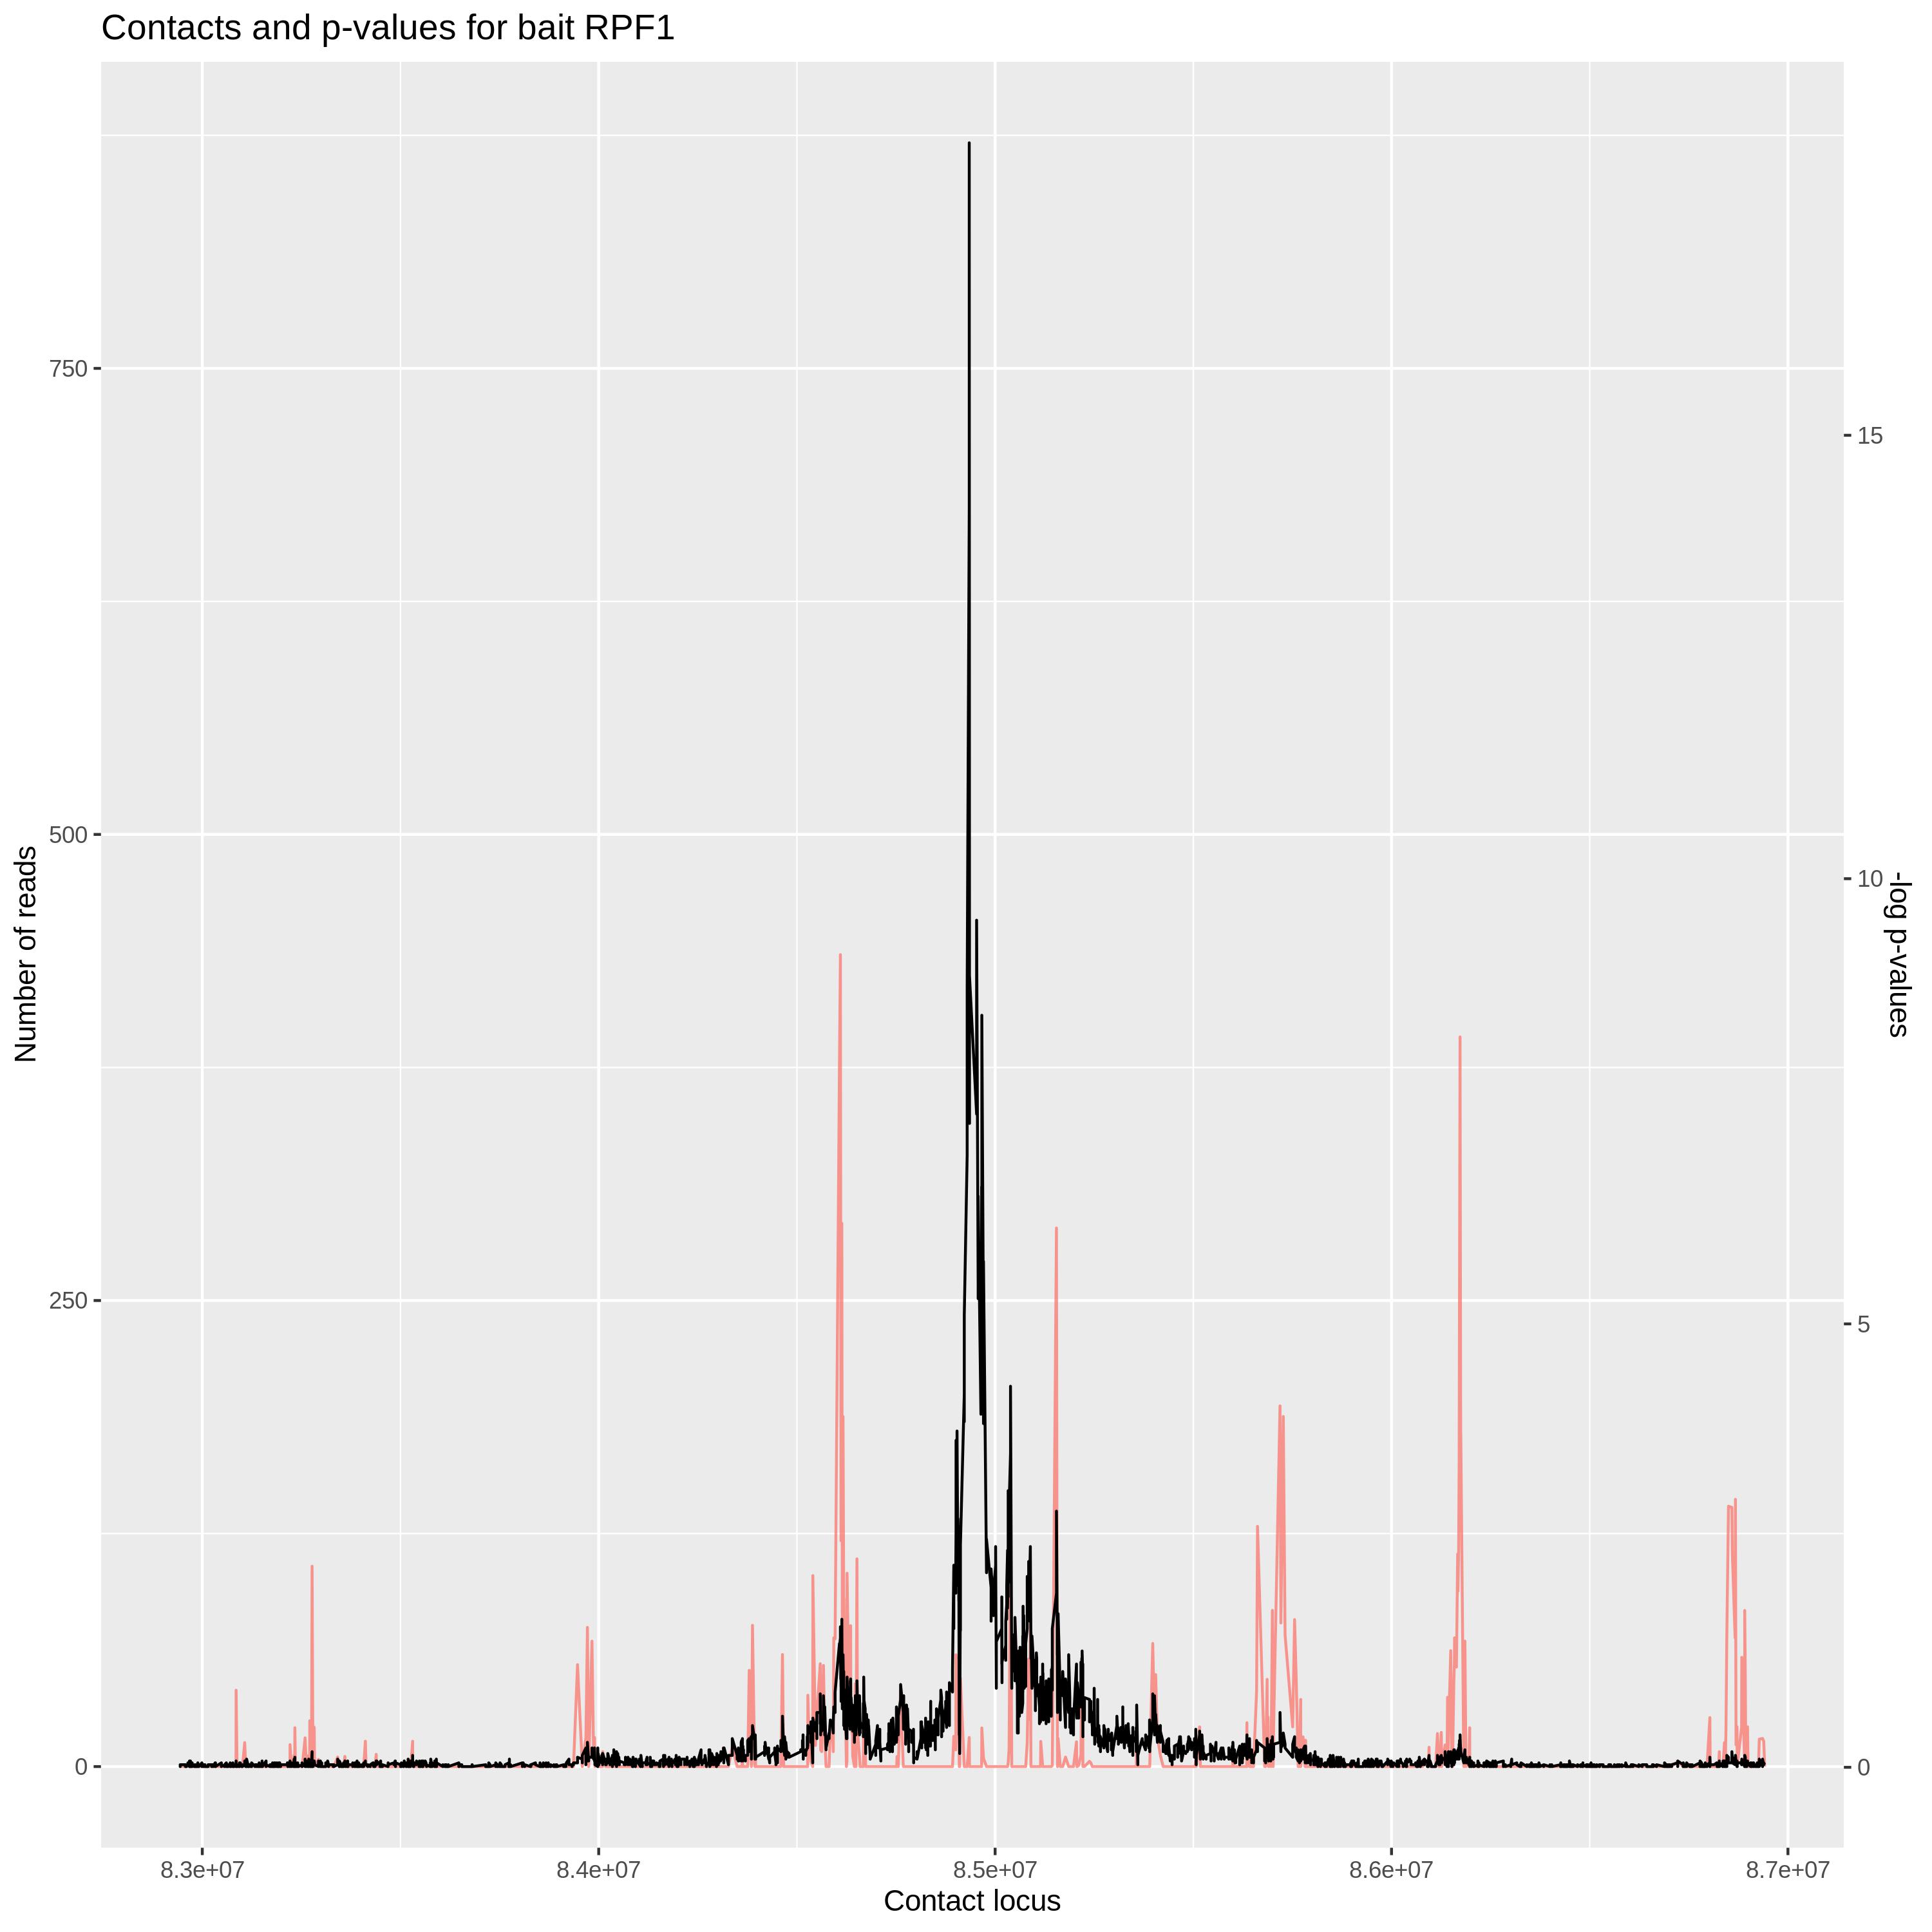 Contacts and p-values for bait RPF1
750
500
250
0
Number of reads
15
10
5
0
-log p-values
8.3e+07
8.4e+07
8.5e+07
8.6e+07
8.7e+07
Contact locus